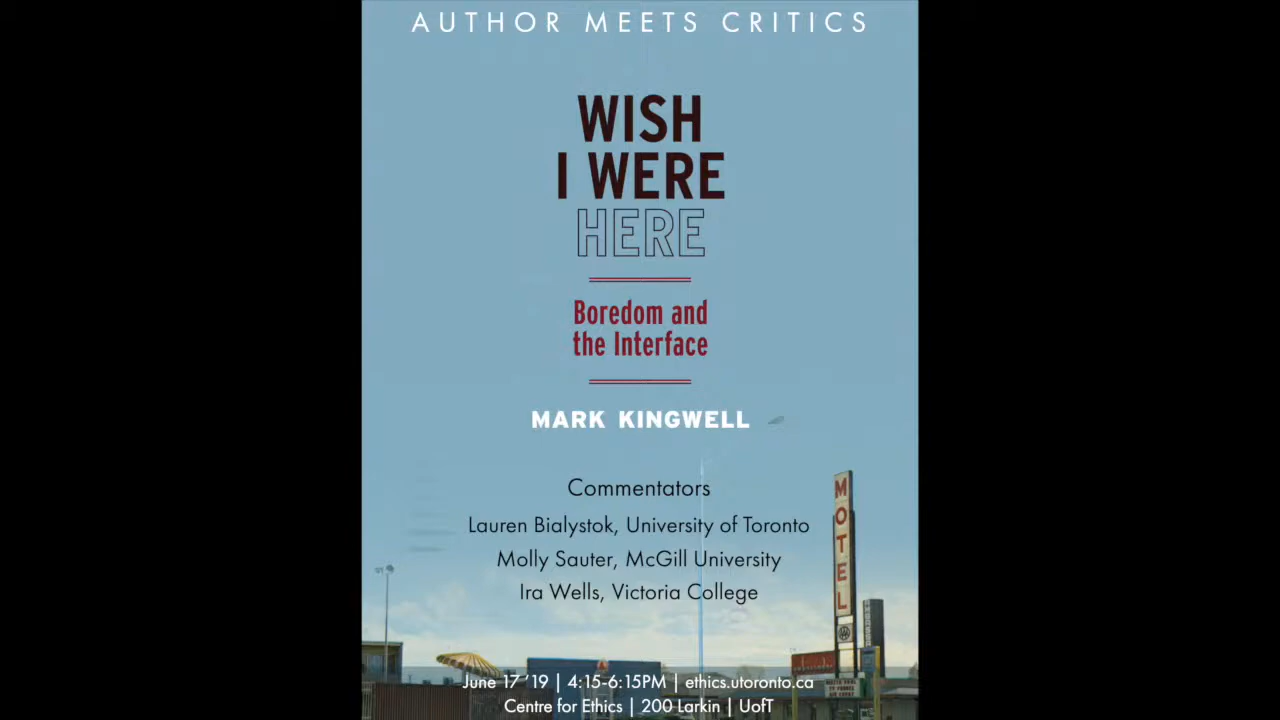 AUTHOR MEETS CRITICS
WISH
I WERE
HERE
Boredom and
the Interface
MARK KINGWELL
Commentators
Lauren Bialystok, University of Toronto
Molly Sauter, McGill University
Ira Wells, Victoria College
MOTEL
June 17 '19 | 4:15-6:15PM | ethics.utoronto.ca
Centre for Ethics | 200 Larkin | UofT